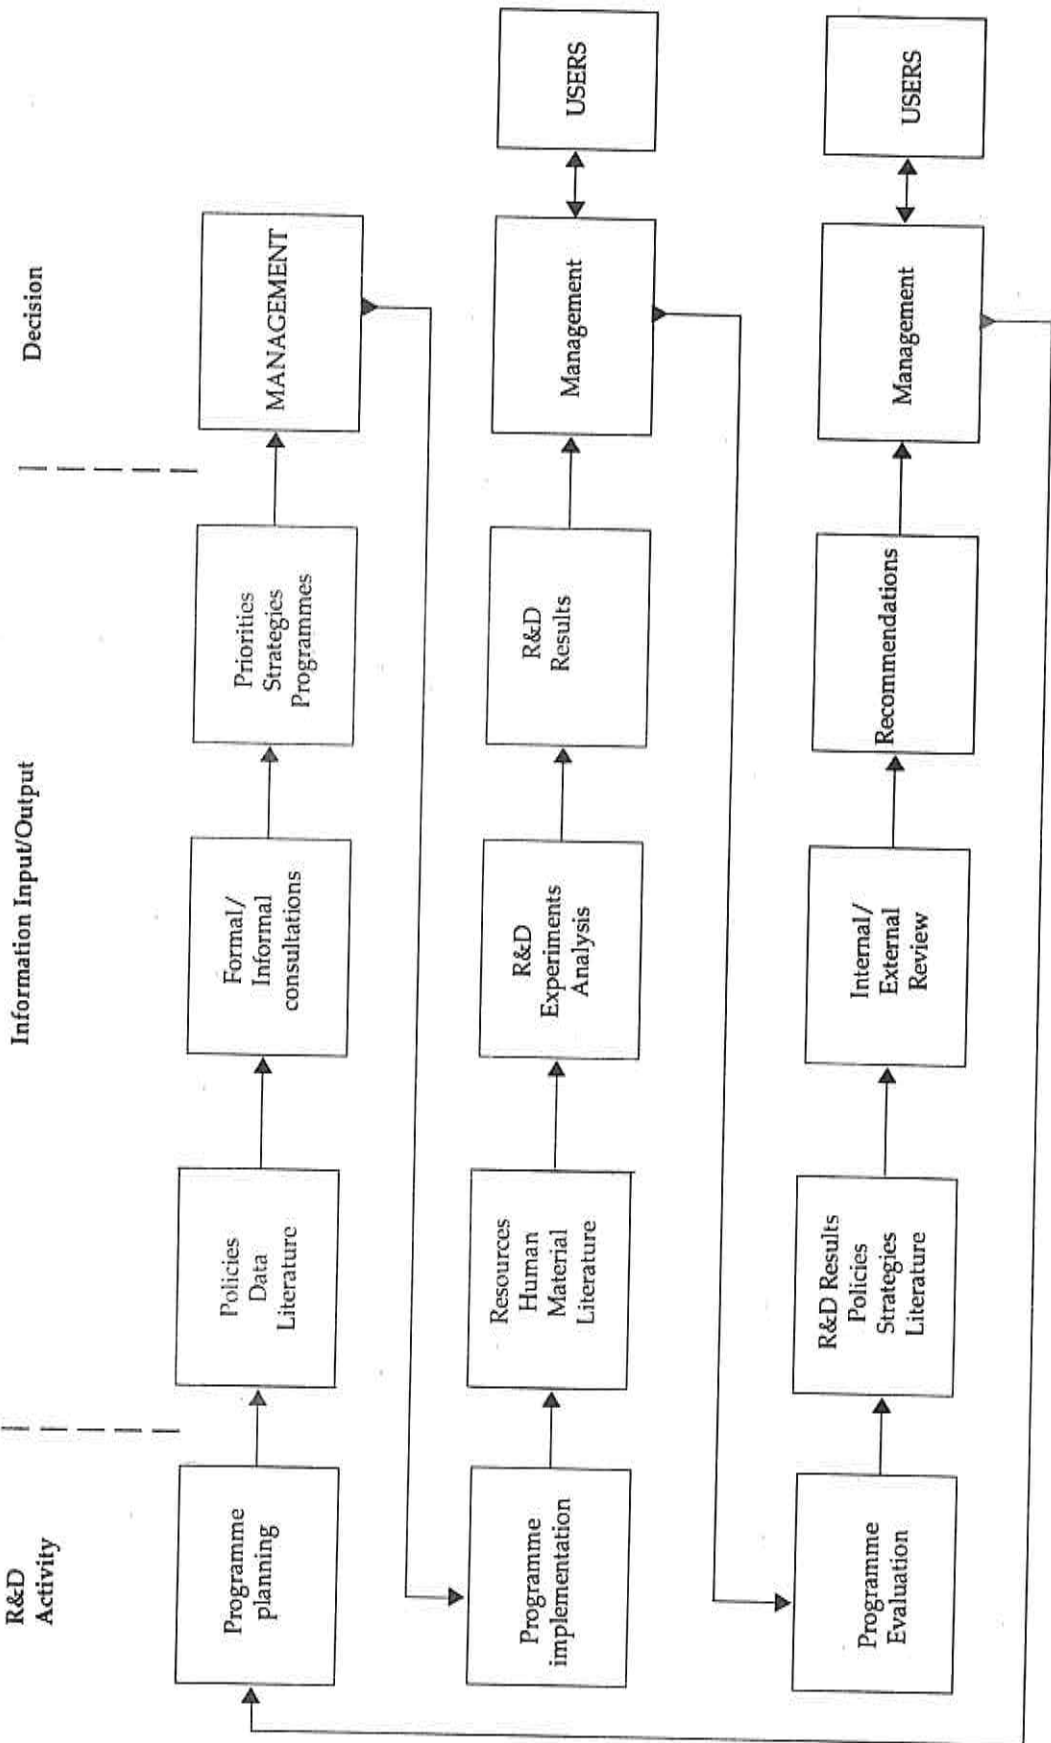 R&D
Activity
Information Input/Output
Decision
Programme
planning
Policies
Data
Literature
Formal/
Informal
consultations
Priorities
Strategies
Programmes
MANAGEMENT
Programme
implementation
Resources
Human
Material
Literature
R&D
Experiments
Analysis
R&D
Results
Management
USERS
Programme
Evaluation
R&D Results
Policies
Strategies
Literature
Internal/
External
Review
Recommendations
Management
USERS